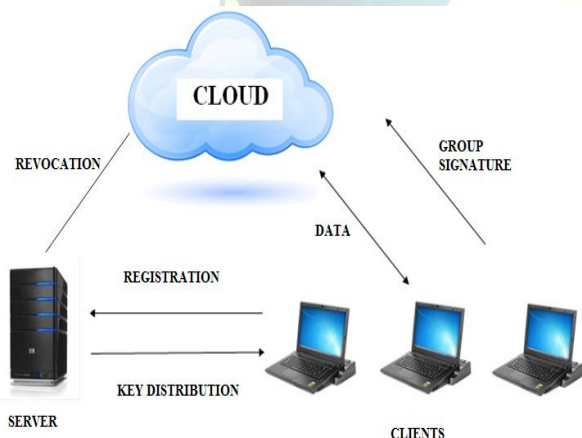 CLOUD
REVOCATION
GROUP
SIGNATURE
DATA
REGISTRATION
KEY DISTRIBUTION
SERVER
CLIENTS